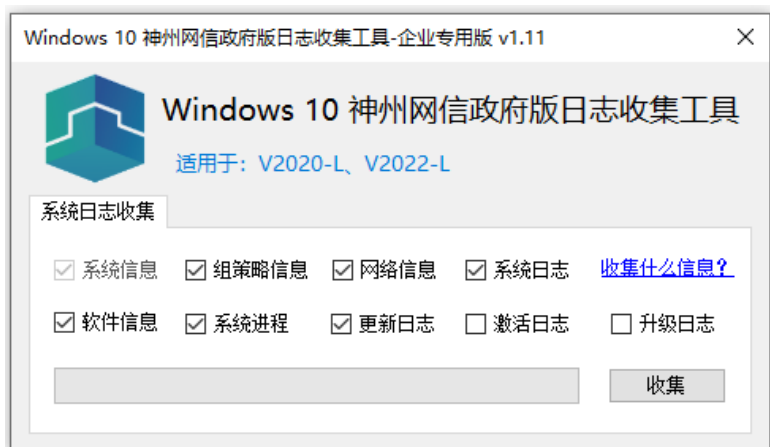 Windows 10 神州网信政府版日志收集工具-企业专用版 v1.11
Windows 10 神州网信政府版日志收集工具
适用于：V2020-L、V2022-L
系统日志收集
系统信息 组策略信息 网络信息 系统日志 收集什么信息？
软件信息 系统进程 更新日志 激活日志 升级日志
收集